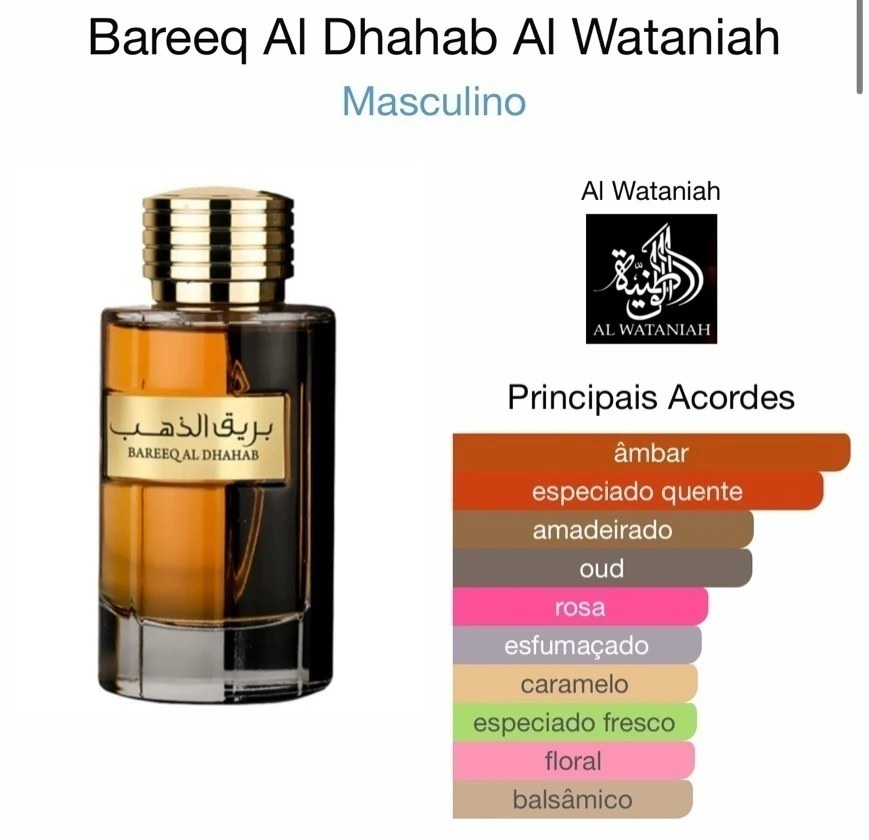 Bareeq Al Dhahab Al Wataniah
Masculino
بريق الذهب
BAREEQ AL DHAHAB
Al Wataniah
الوطنية
AL WATANIAH
Principais Acordes
âmbar
especiado quente
amadeirado
oud
rosa
esfumaçado
caramelo
especiado fresco
floral
balsâmico